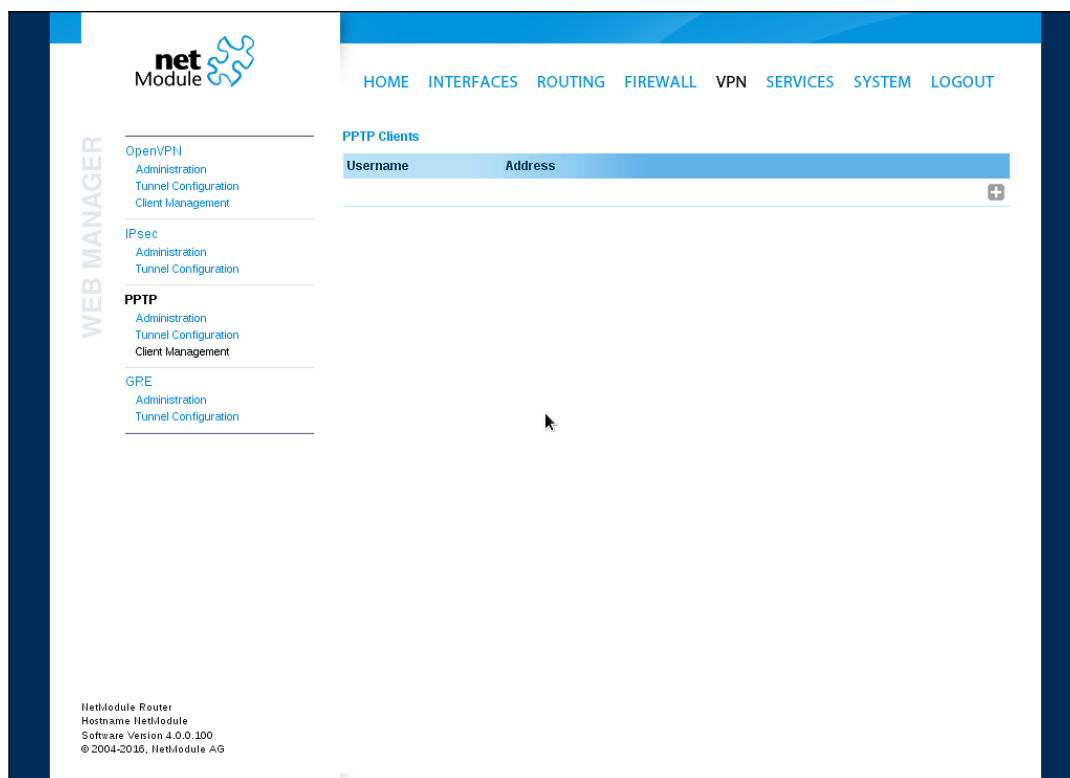 net
Module
HOME INTERFACES ROUTING FIREWALL VPN SERVICES SYSTEM LOGOUT
WEB MANAGER
OpenVPN
Administration
Tunnel Configuration
Client Management
IPsec
Administration
Tunnel Configuration
PPTP
Administration
Tunnel Configuration
Client Management
GRE
Administration
Tunnel Configuration
PPTP Clients
Username Address
NetModule Router
Hostname NetModule
Software Version 4.0.0.100
© 2004-2016, NetModule AG